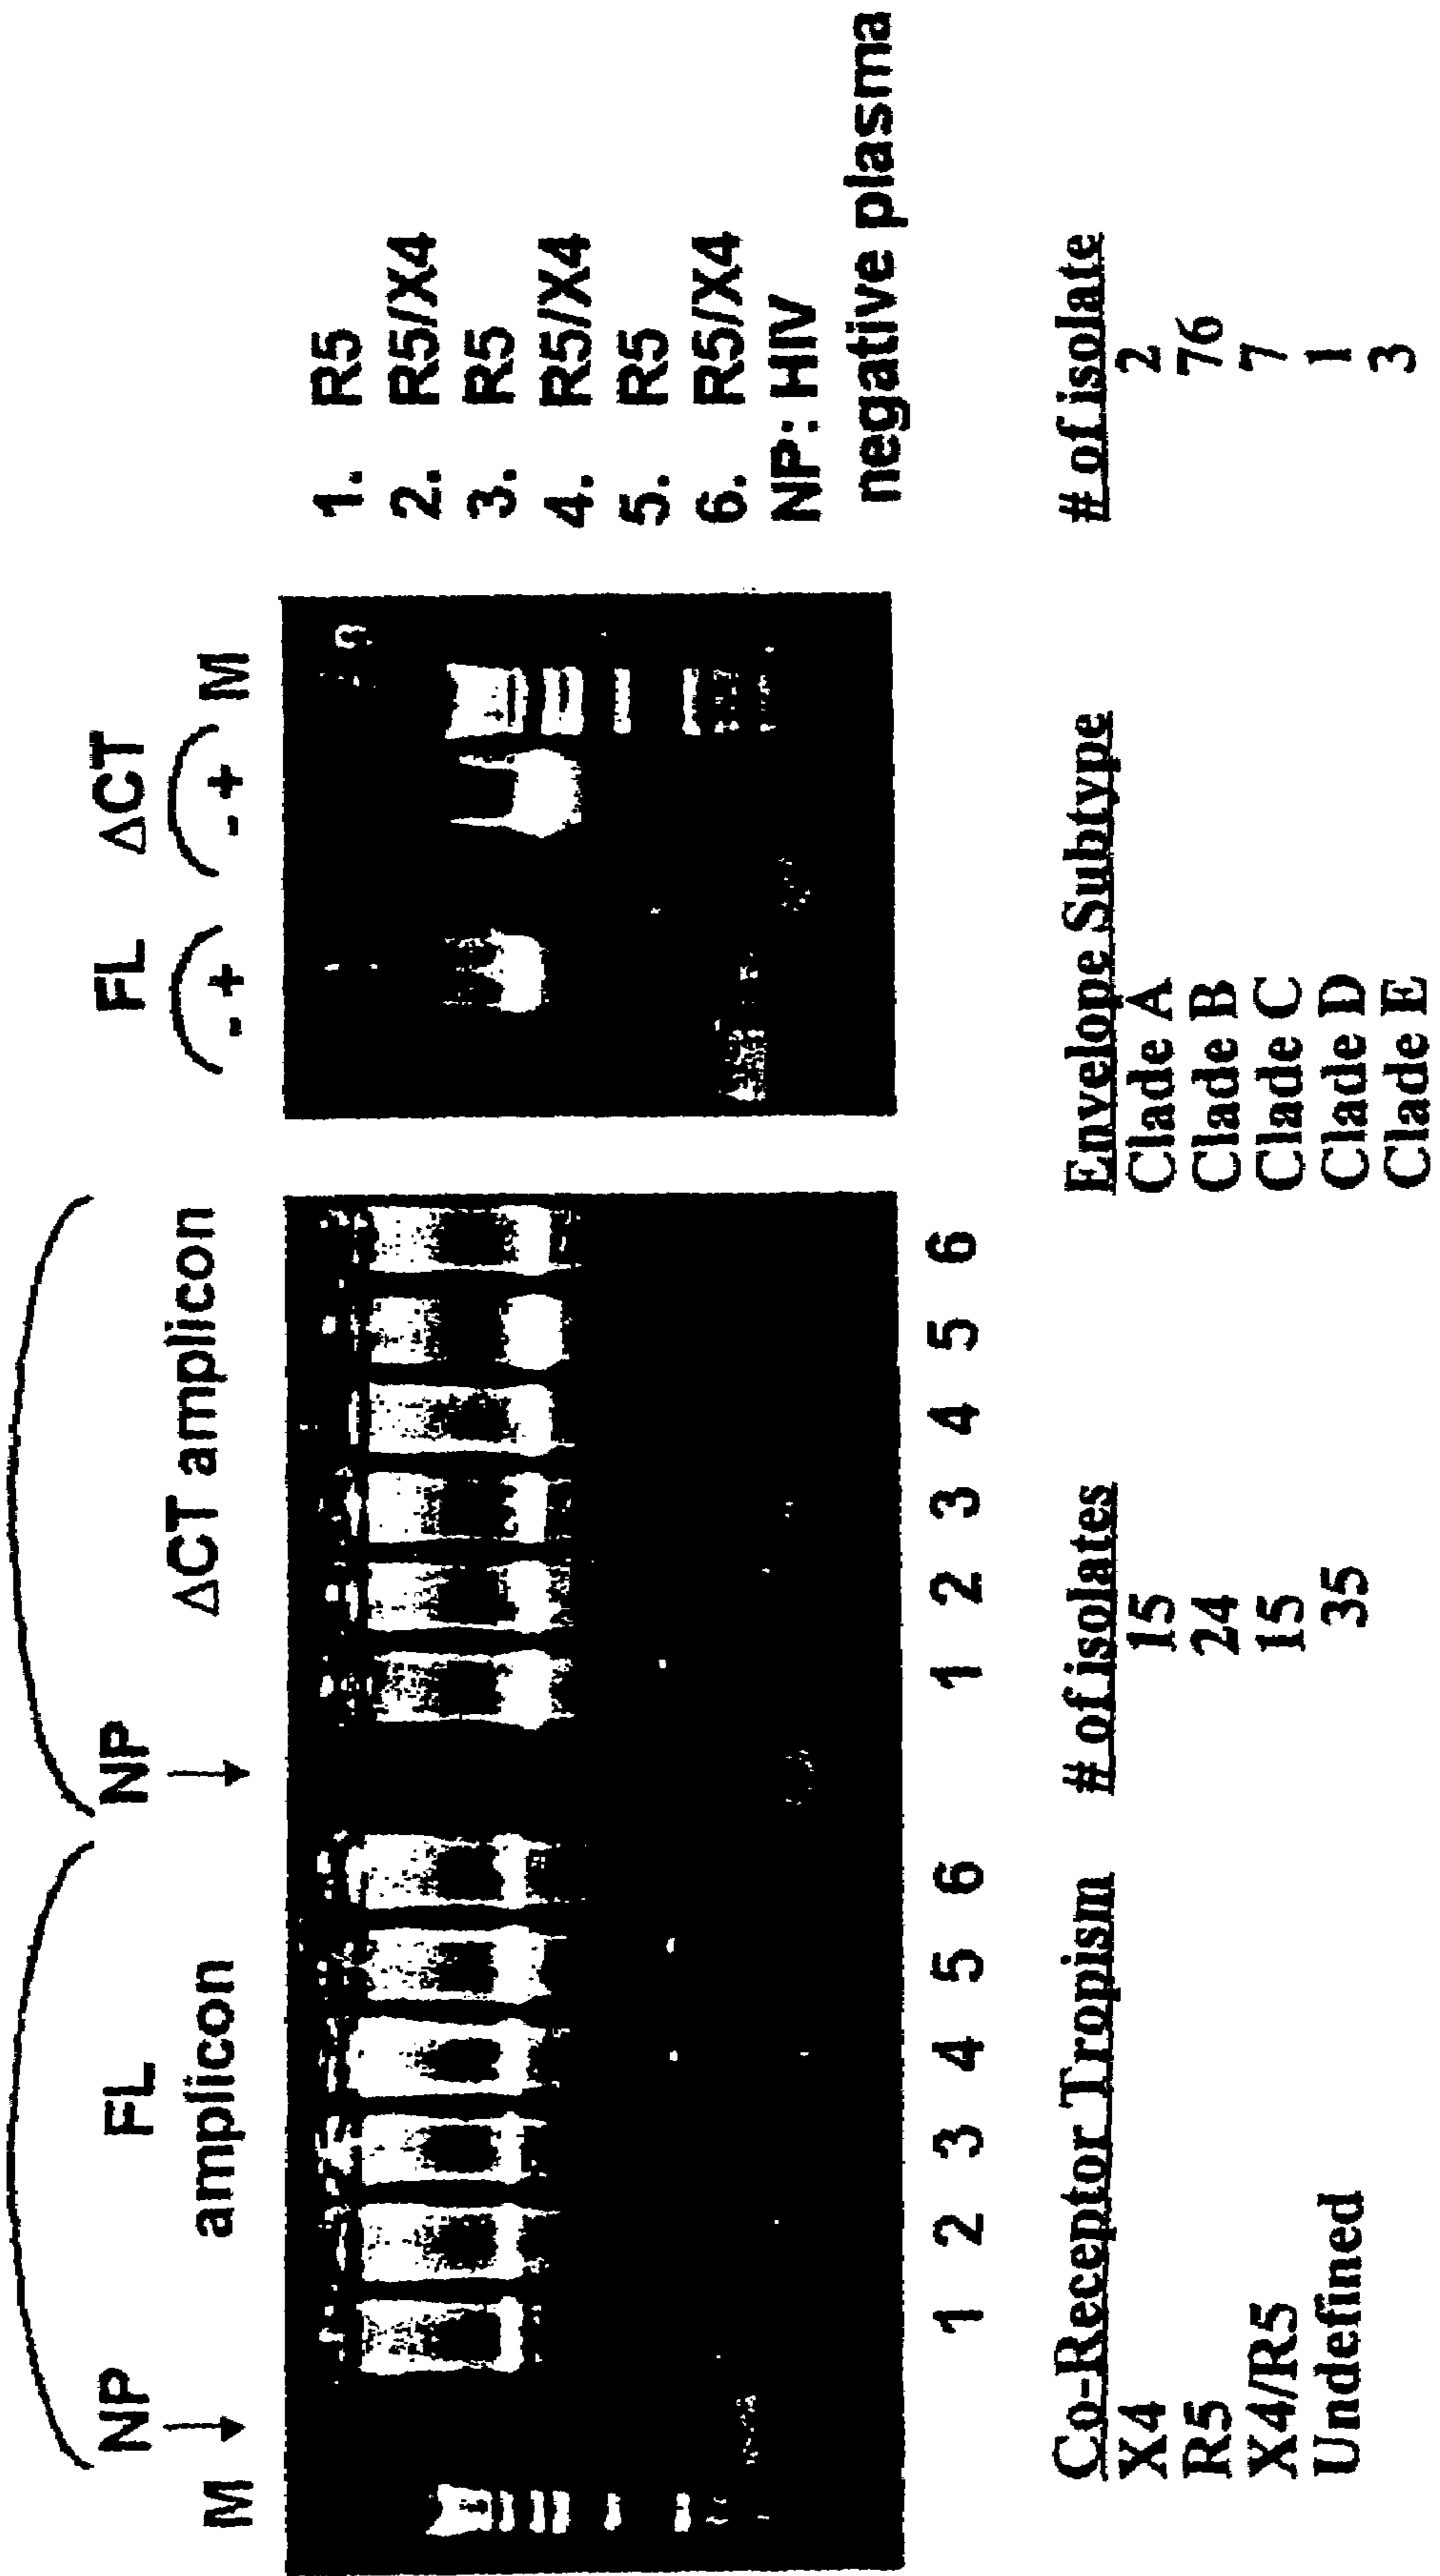 FL ΔCT
NP FL NP ΔCT amplicon
amplicon
M
( - + ) ( - + ) M
1. R5
2. R5/X4
3. R5
4. R5/X4
5. R5
6. R5/X4
NP: HIV
negative plasma
1 2 3 4 5 6 1 2 3 4 5 6
Co-Receptor Tropism # of isolates Envelope Subtype # of isolate
X4 15 Clade A 2
R5 24 Clade B 76
X4/R5 15 Clade C 7
Undefined 35 Clade D 1
Clade E 3